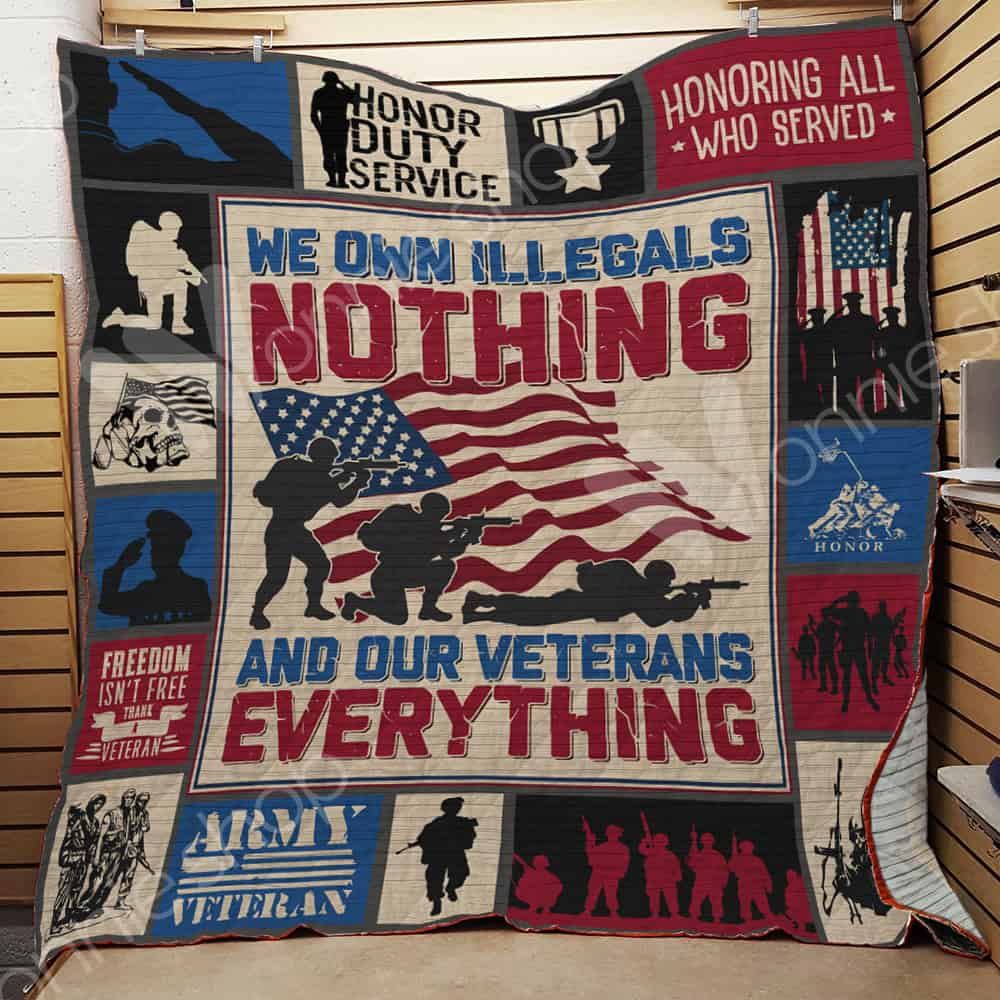 HONOR
DUTY
SERVICE
HONORING ALL
WHO SERVED
WE OWN ILLEGALS
NOTHING
HONOR
AND OUR VETERANS
EVERYTHING
FREEDOM
ISN'T FREE
THANK
A
VETERAN
ARMY
VETERAN